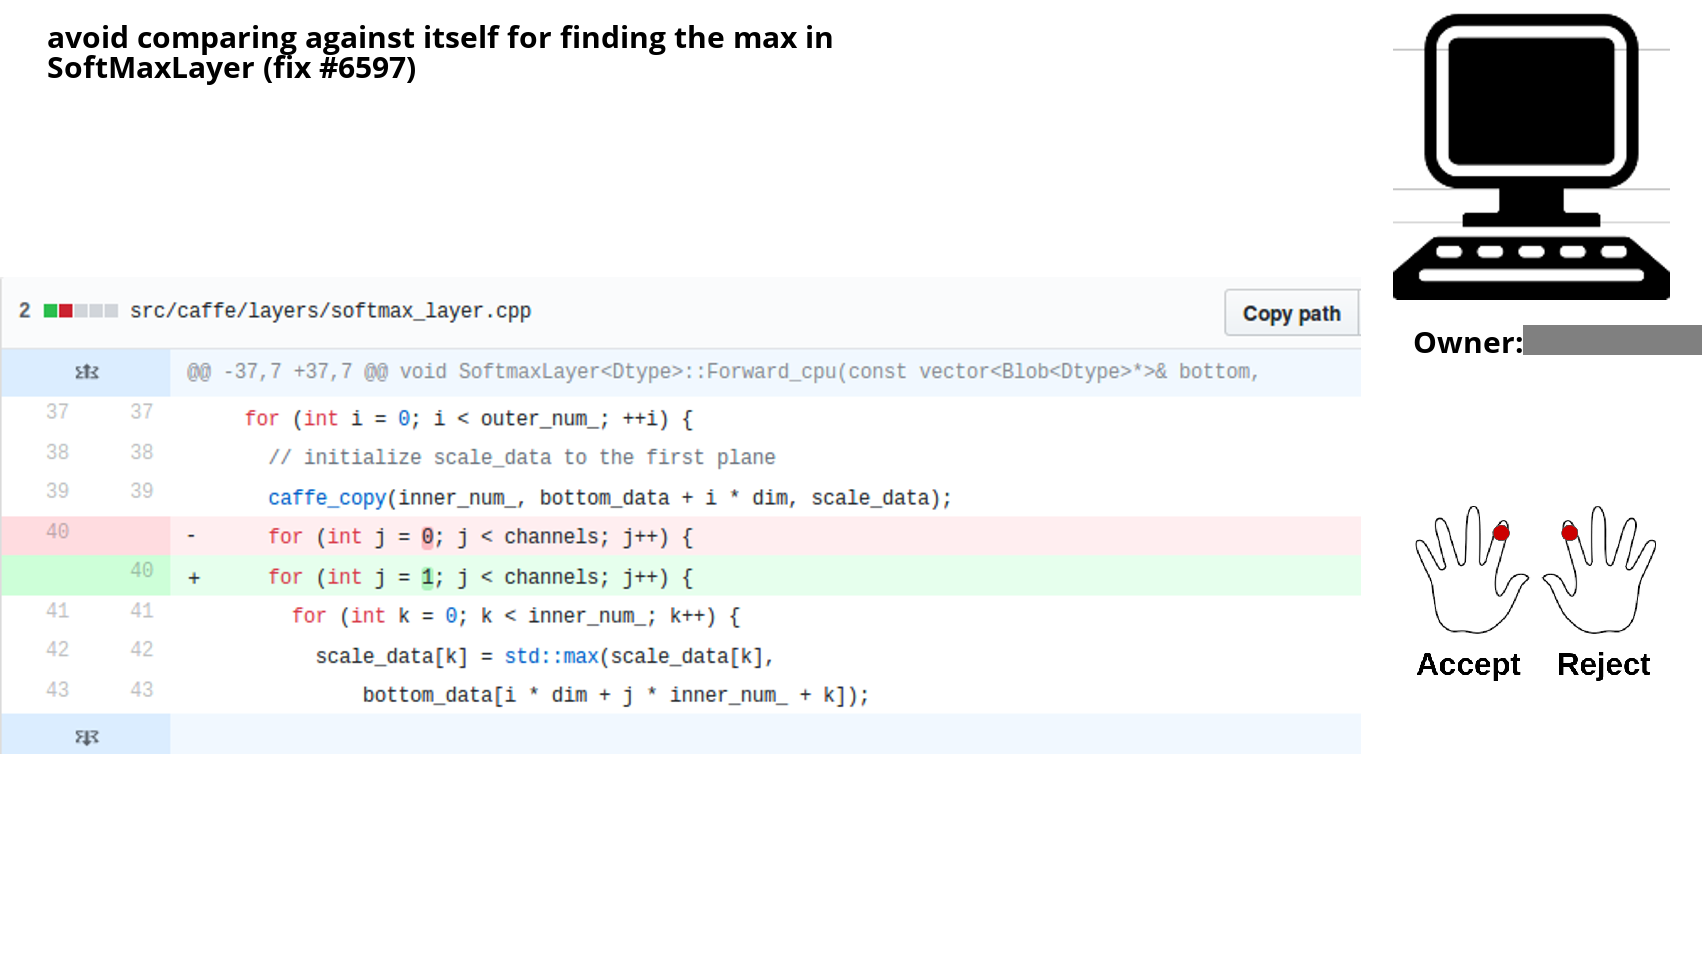 avoid comparing against itself for finding the max in
SoftMaxLayer (fix #6597)
2 src/caffe/layers/softmax_layer.cpp Copy path
@@ -37,7 +37,7 @@ void SoftmaxLayer<Dtype>::Forward_cpu(const vector<Blob<Dtype>*>& bottom,
37 37 for (int i = 0; i < outer_num_; ++i) {
38 38 // initialize scale_data to the first plane
39 39 caffe_copy(inner_num_, bottom_data + i * dim, scale_data);
40 - for (int j = 0; j < channels; j++) {
40 + for (int j = 1; j < channels; j++) {
41 41 for (int k = 0; k < inner_num_; k++) {
42 42 scale_data[k] = std::max(scale_data[k],
43 43 bottom_data[i * dim + j * inner_num_ + k]);
Owner:
Accept Reject